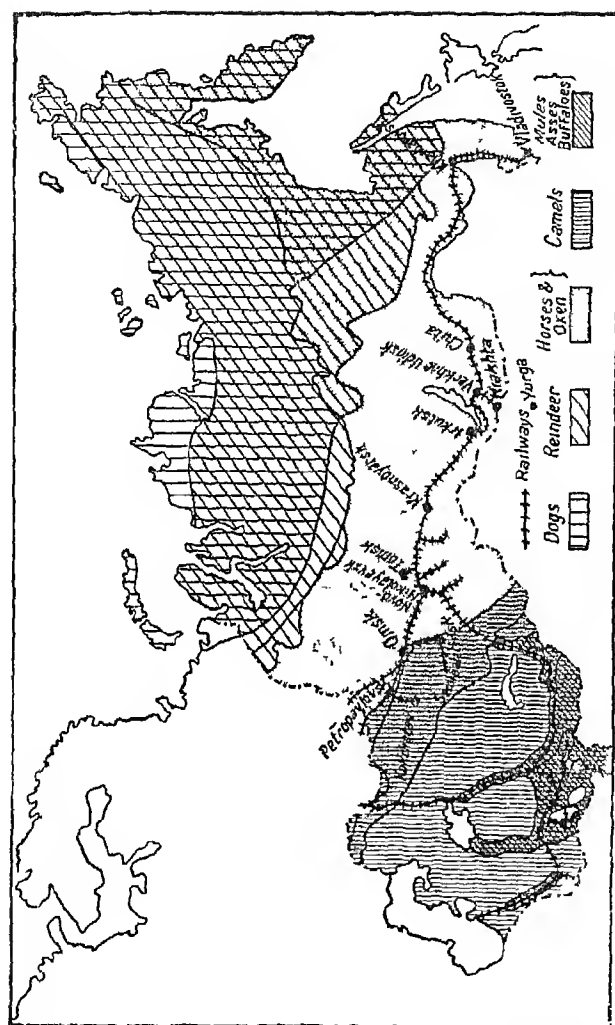 Petropavlovsk
Omsk
Novo-
Nikolayevsk
Tomsk
Krasnoyarsk
Irkutsk
Verkhne Udinsk
Chita
Kiakhta
Vladivostok
Railways
Yurga
Dogs
Reindeer
Horses &
Oxen
Camels
Mules
Asses
Buffaloes